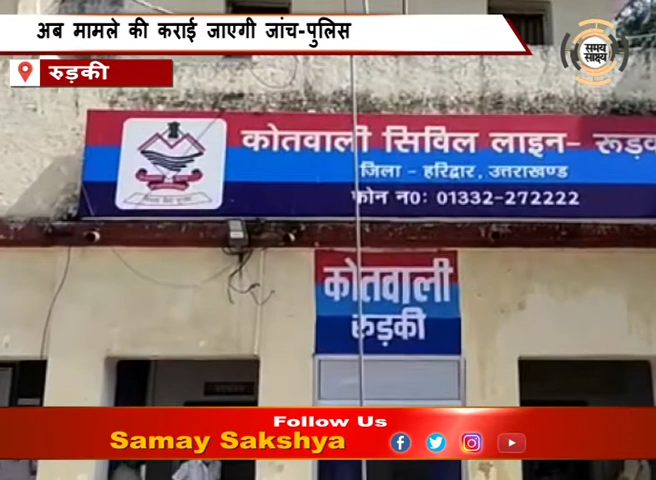 अब मामले की कराई जाएगी जांच-पुलिस
समय
साक्ष्य
रुड़की
कोतवाली सिविल लाइन- रूड़क
जिला - हरिद्वार, उत्तराखण्ड
फोन न0: 01332-272222
कोतवाली
रुड़की
Follow Us
Samay Sakshya